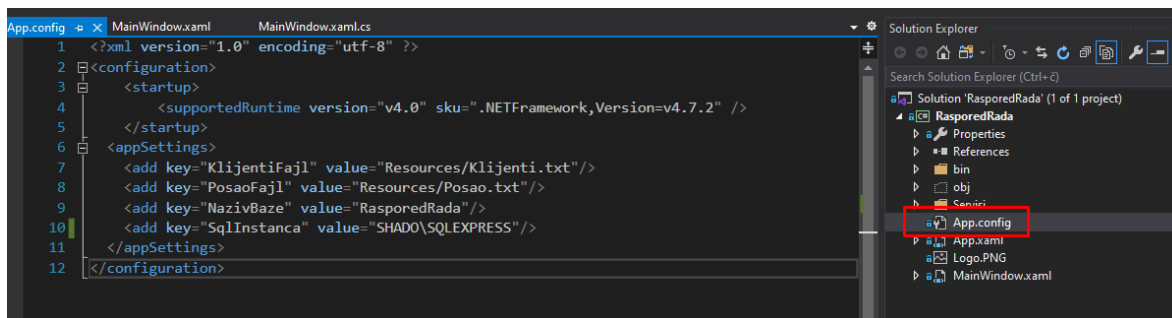 App.config
MainWindow.xaml
MainWindow.xaml.cs
1 <?xml version="1.0" encoding="utf-8" ?>
2 <configuration>
3 <startup>
4 <supportedRuntime version="v4.0" sku=".NETFramework,Version=v4.7.2" />
5 </startup>
6 <appSettings>
7 <add key="KlijentiFajl" value="Resources/Klijenti.txt"/>
8 <add key="PosaoFajl" value="Resources/Posao.txt"/>
9 <add key="NazivBaze" value="RasporedRada"/>
10 <add key="SqlInstanca" value="SHADO\SQLEXPRESS"/>
11 </appSettings>
12 </configuration>
Solution Explorer
Search Solution Explorer (Ctrl+č)
Solution 'RasporedRada' (1 of 1 project)
C# RasporedRada
Properties
References
bin
obj
Servisi
App.config
App.xaml
Logo.PNG
MainWindow.xaml